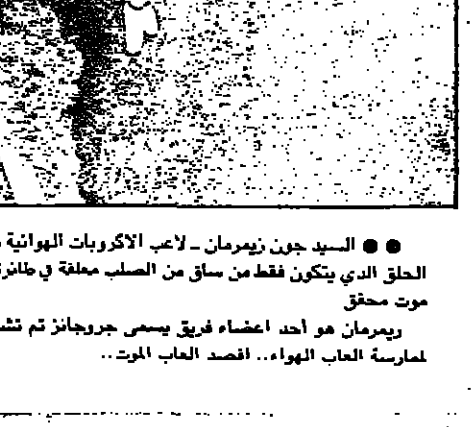 ●● السيد جون زيمرمان ـ لاعب الاكروبات الهوائية
الحلق الذي يتكون فقط من ساق من الصلب معلقة في طائرة
موت محقق
زيمرمان هو أحد اعضاء فريق يسمى جروجانز تم
لممارسة العاب الهواء.. اقصد العاب الموت..